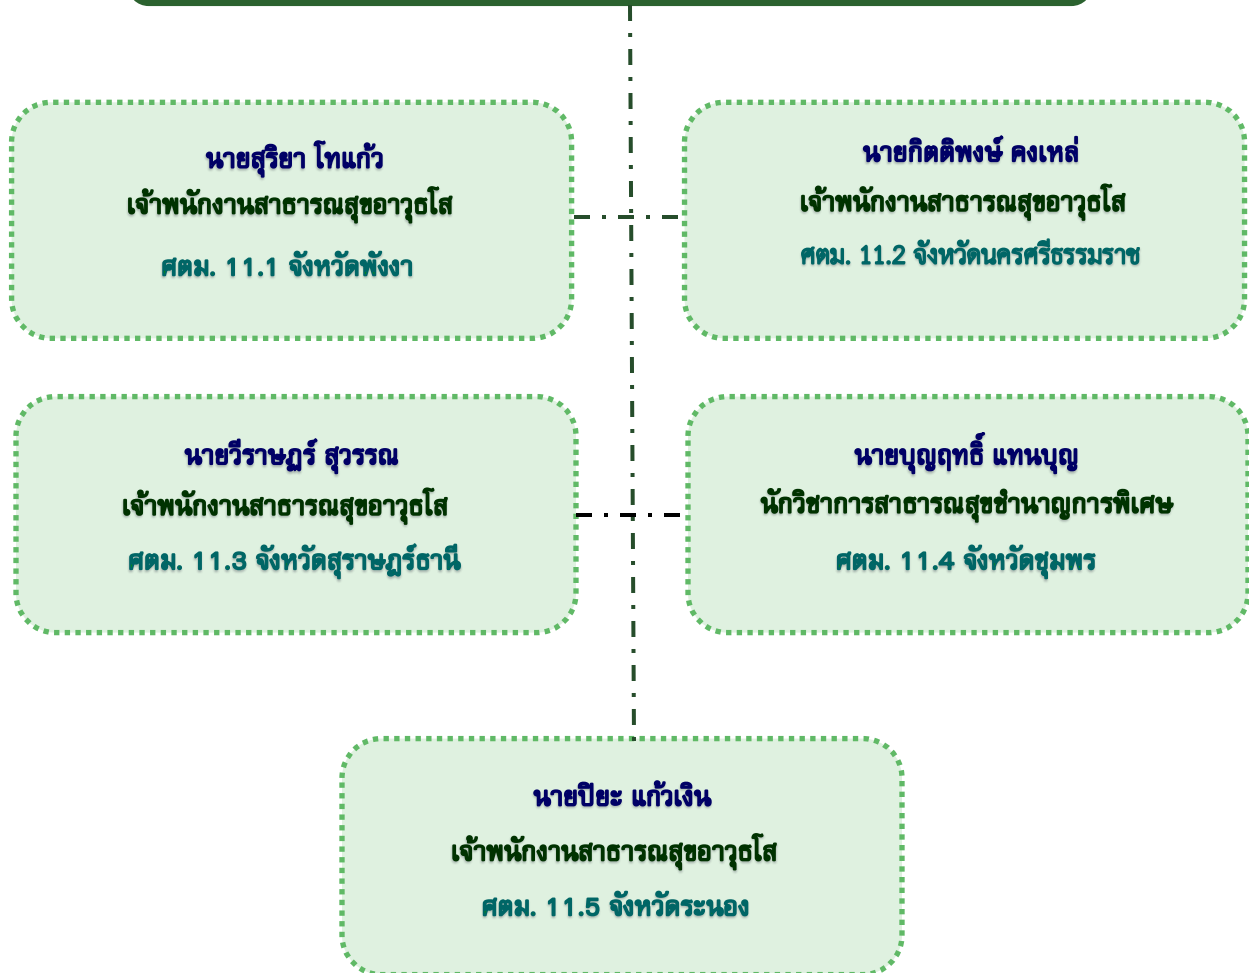 นายสุริยา โทแก้ว
เจ้าพนักงานสาธารณสุขอาวุธโส
ศตม. 11.1 จังหวัดพังงา
นายกิตติพงษ์ คงเหล่
เจ้าพนักงานสาธารณสุขอาวุธโส
ศตม. 11.2 จังหวัดนครศรีธรรมราช
นายวีราษฏร์ สุวรรณ
เจ้าพนักงานสาธารณสุขอาวุธโส
ศตม. 11.3 จังหวัดสุราษฎร์ธานี
นายบุญฤทธิ์ แทนบุญ
นักวิชาการสาธารณสุขชำนาญการพิเศษ
ศตม. 11.4 จังหวัดชุมพร
นายปิยะ แก้วเงิน
เจ้าพนักงานสาธารณสุขอาวุธโส
ศตม. 11.5 จังหวัดระนอง